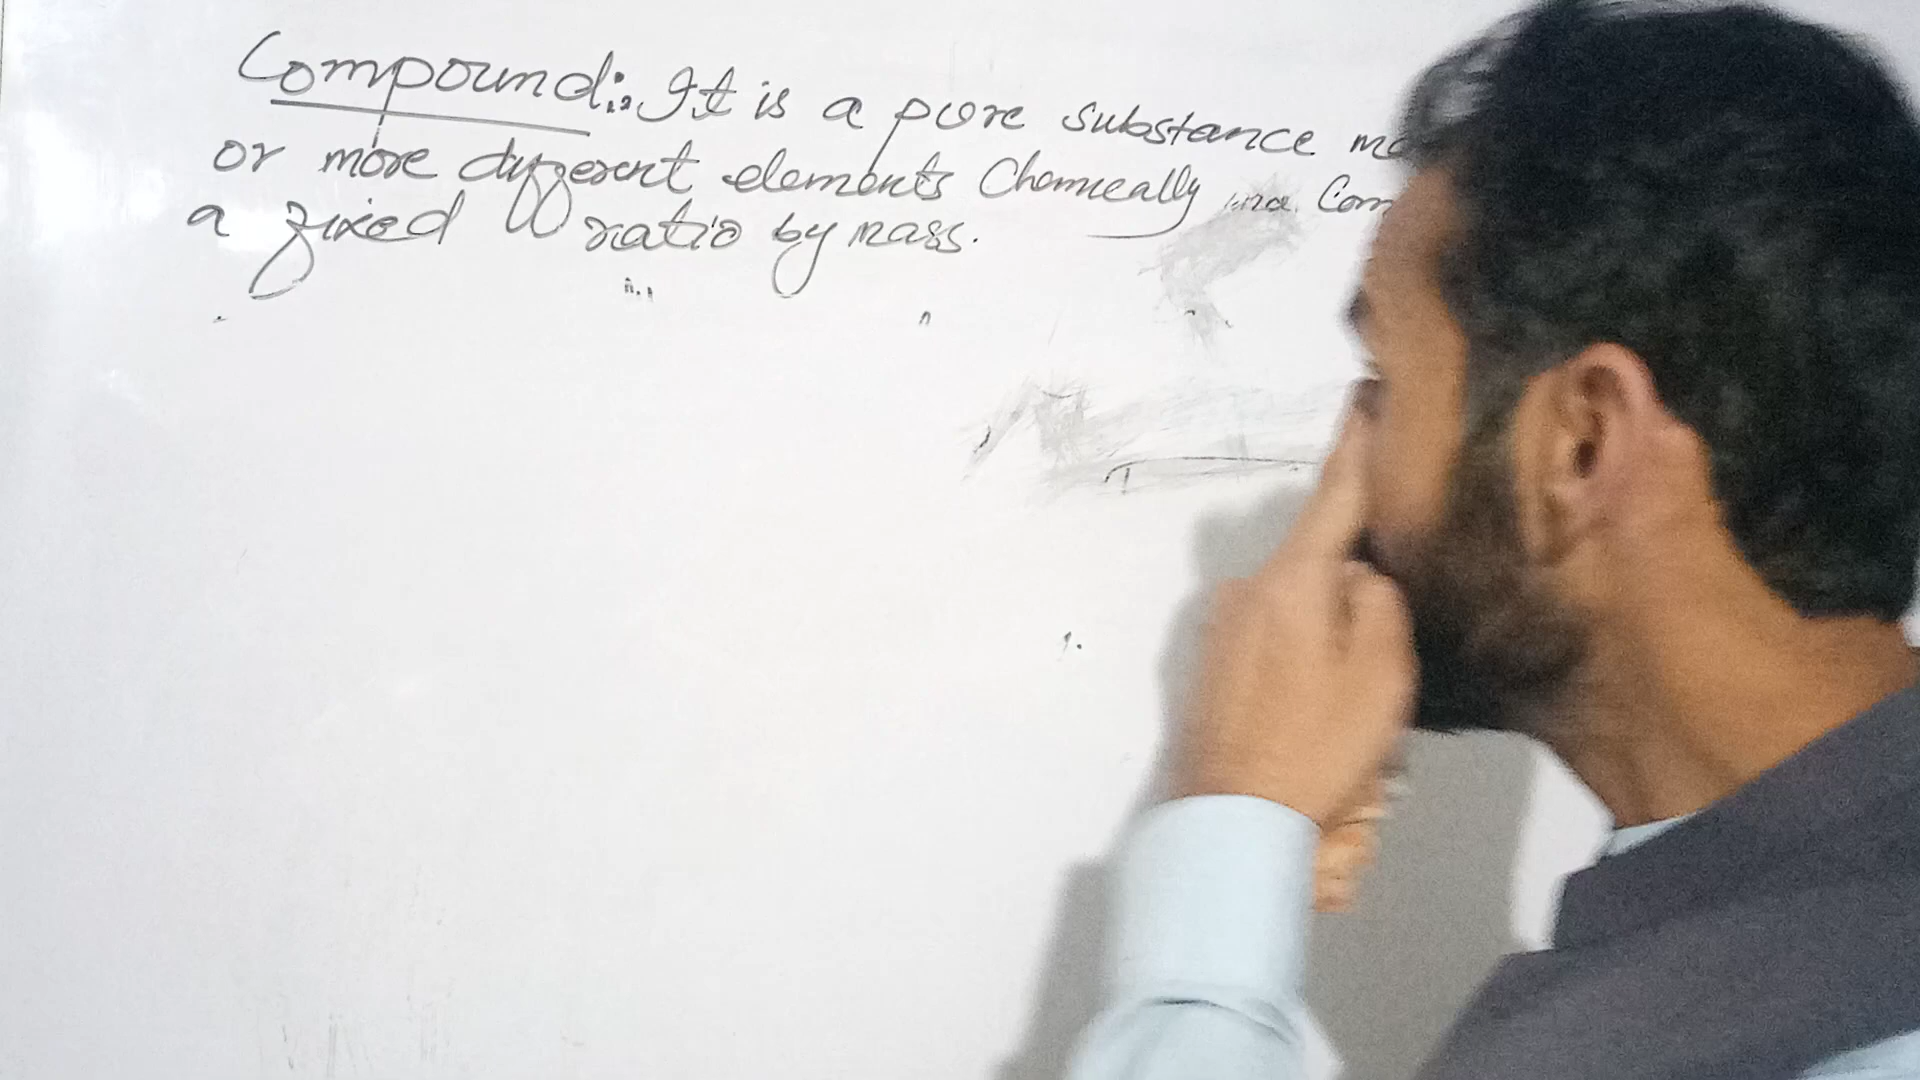 Compound:. It is a pure substance
or more different elements Chemically
a fixed ratio by mass.